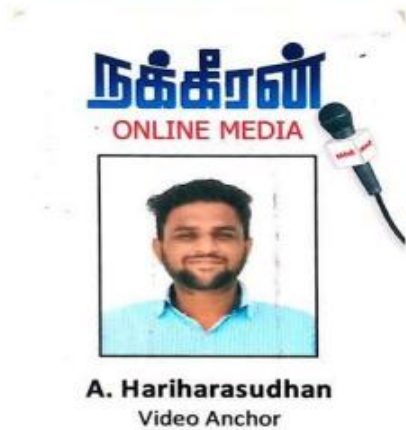 நக்கீரன்
ONLINE MEDIA
A. Hariharasudhan
Video Anchor